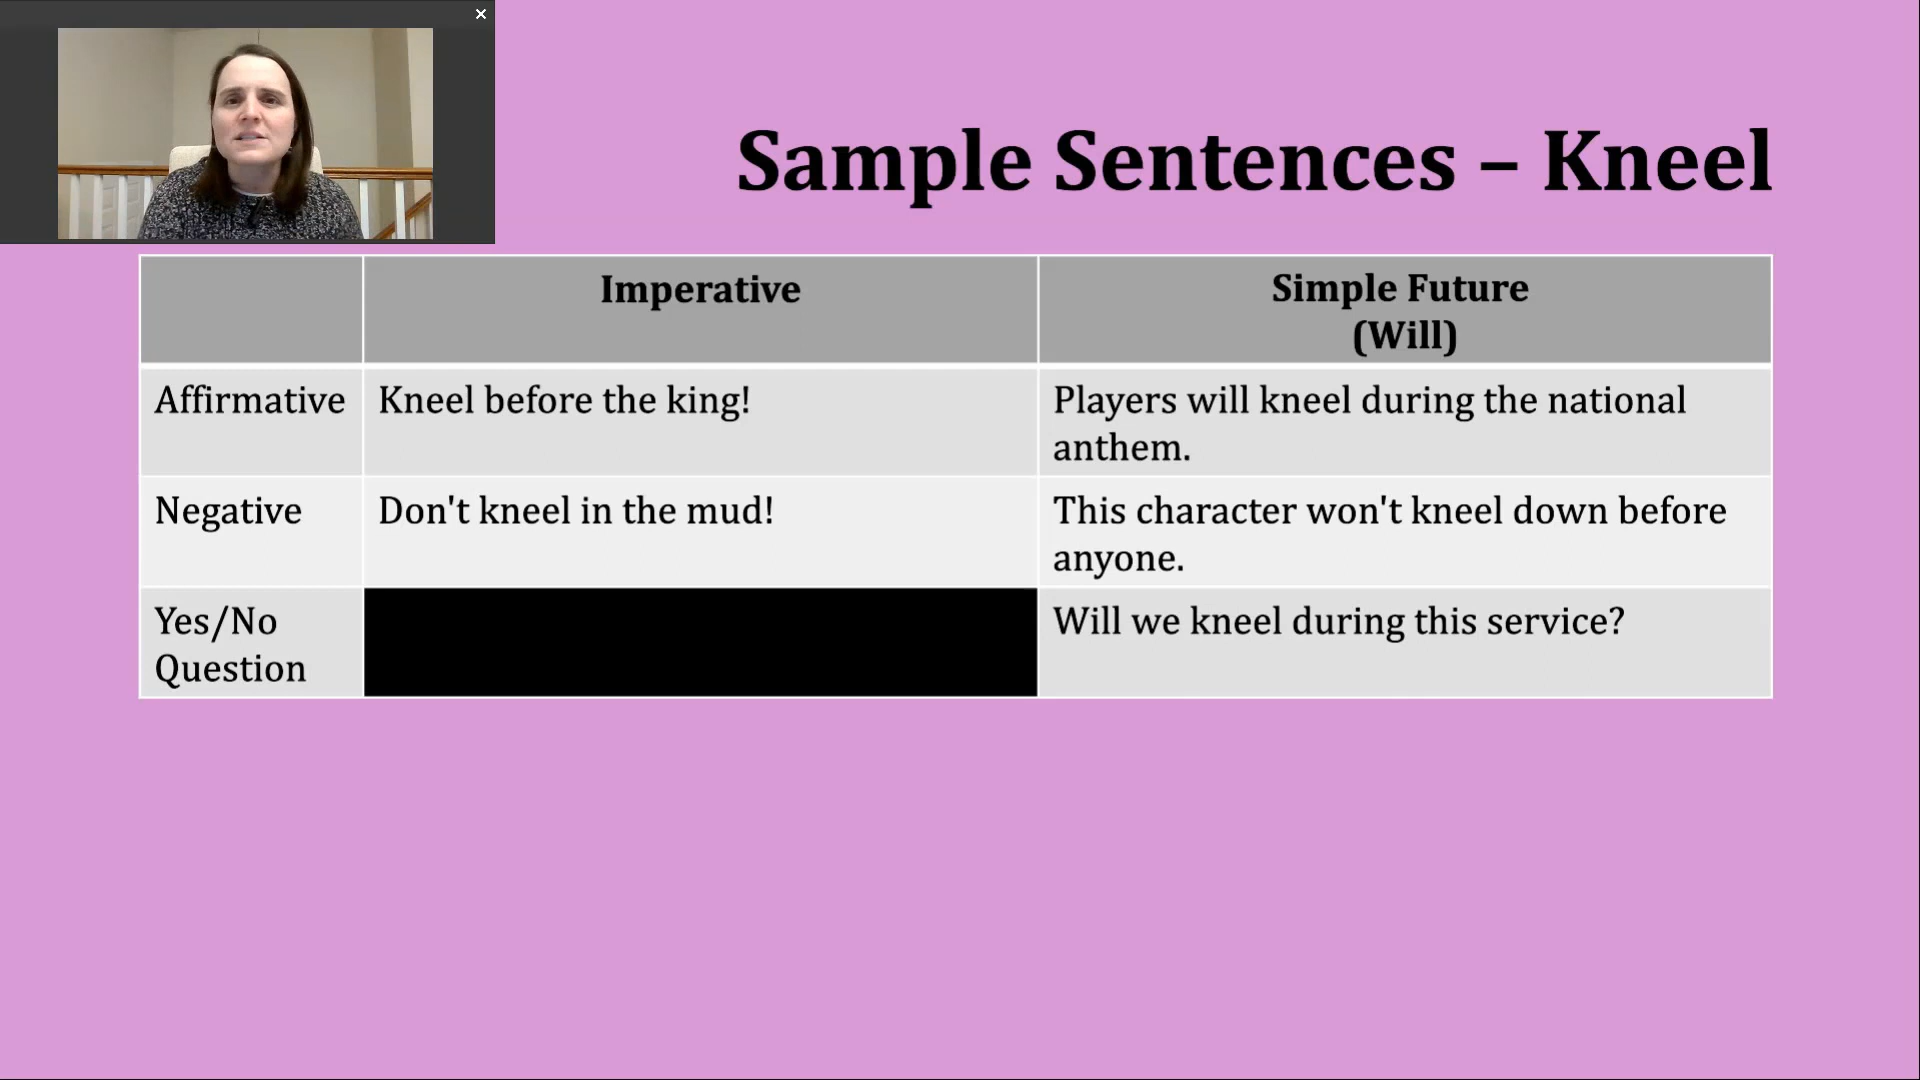 Sample Sentences – Kneel
Imperative
Simple Future
(Will)
Affirmative
Kneel before the king!
Players will kneel during the national
anthem.
Negative
Don't kneel in the mud!
This character won't kneel down before
anyone.
Yes/No
Question
Will we kneel during this service?